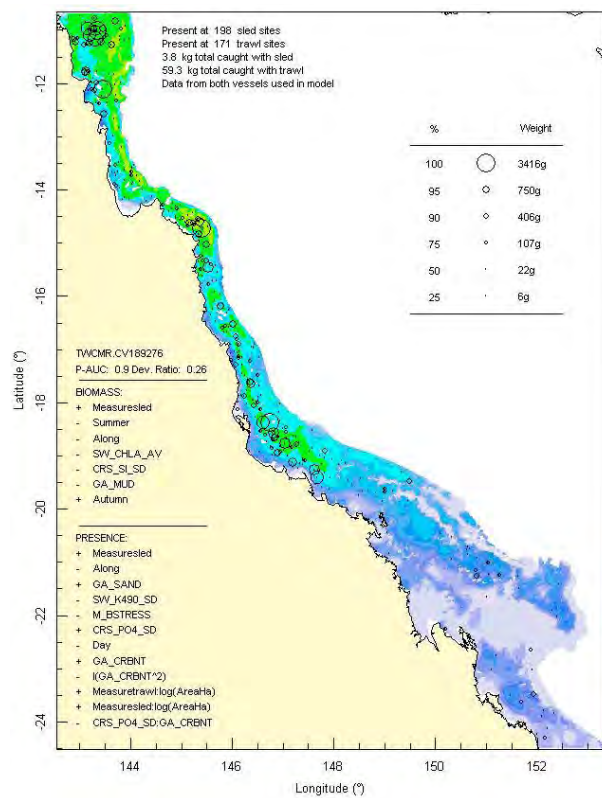 Present at 198 sled sites
Present at 171 trawl sites
3.8 kg total caught with sled
59.3 kg total caught with trawl
Data from both vessels used in model
% Weight
100 3416g
95 750g
90 406g
75 107g
50 22g
25 6g
-12
-14
-16
-18
-20
-22
-24
Latitude (°)
TWCMR.CV189276
P-AUC: 0.9 Dev. Ratio: 0.26
BIOMASS:
+ Measuresled
- Summer
- Along
- SW_CHLA_AV
- CRS_SI_SD
- GA_MUD
+ Autumn
PRESENCE:
+ Measuresled
- Along
+ GA_SAND
- SW_K490_SD
- M_BSTRESS
+ CRS_PO4_SD
- Day
+ GA_CRBNT
- I(GA_CRBNT^2)
+ Measuretrawl:log(AreaHa)
+ Measuresled:log(AreaHa)
- CRS_PO4_SD:GA_CRBNT
144 146 148 150 152
Longitude (°)